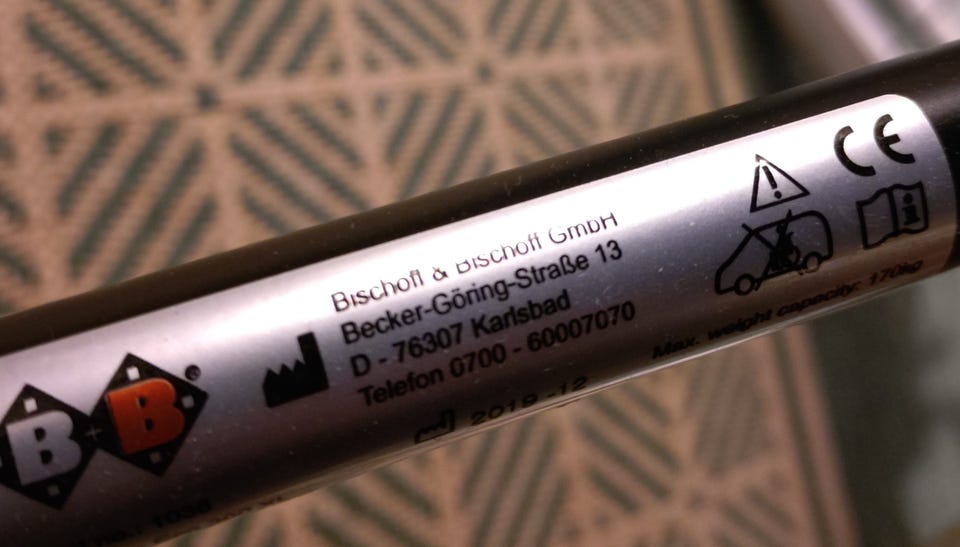 Bischoff & Bischoff GmbH
Becker-Göring-Straße 13
D - 76307 Karlsbad
Telefon 0700 - 60007070
2019 -12
CE
Max. weight capacity: 170kg
B + B ®